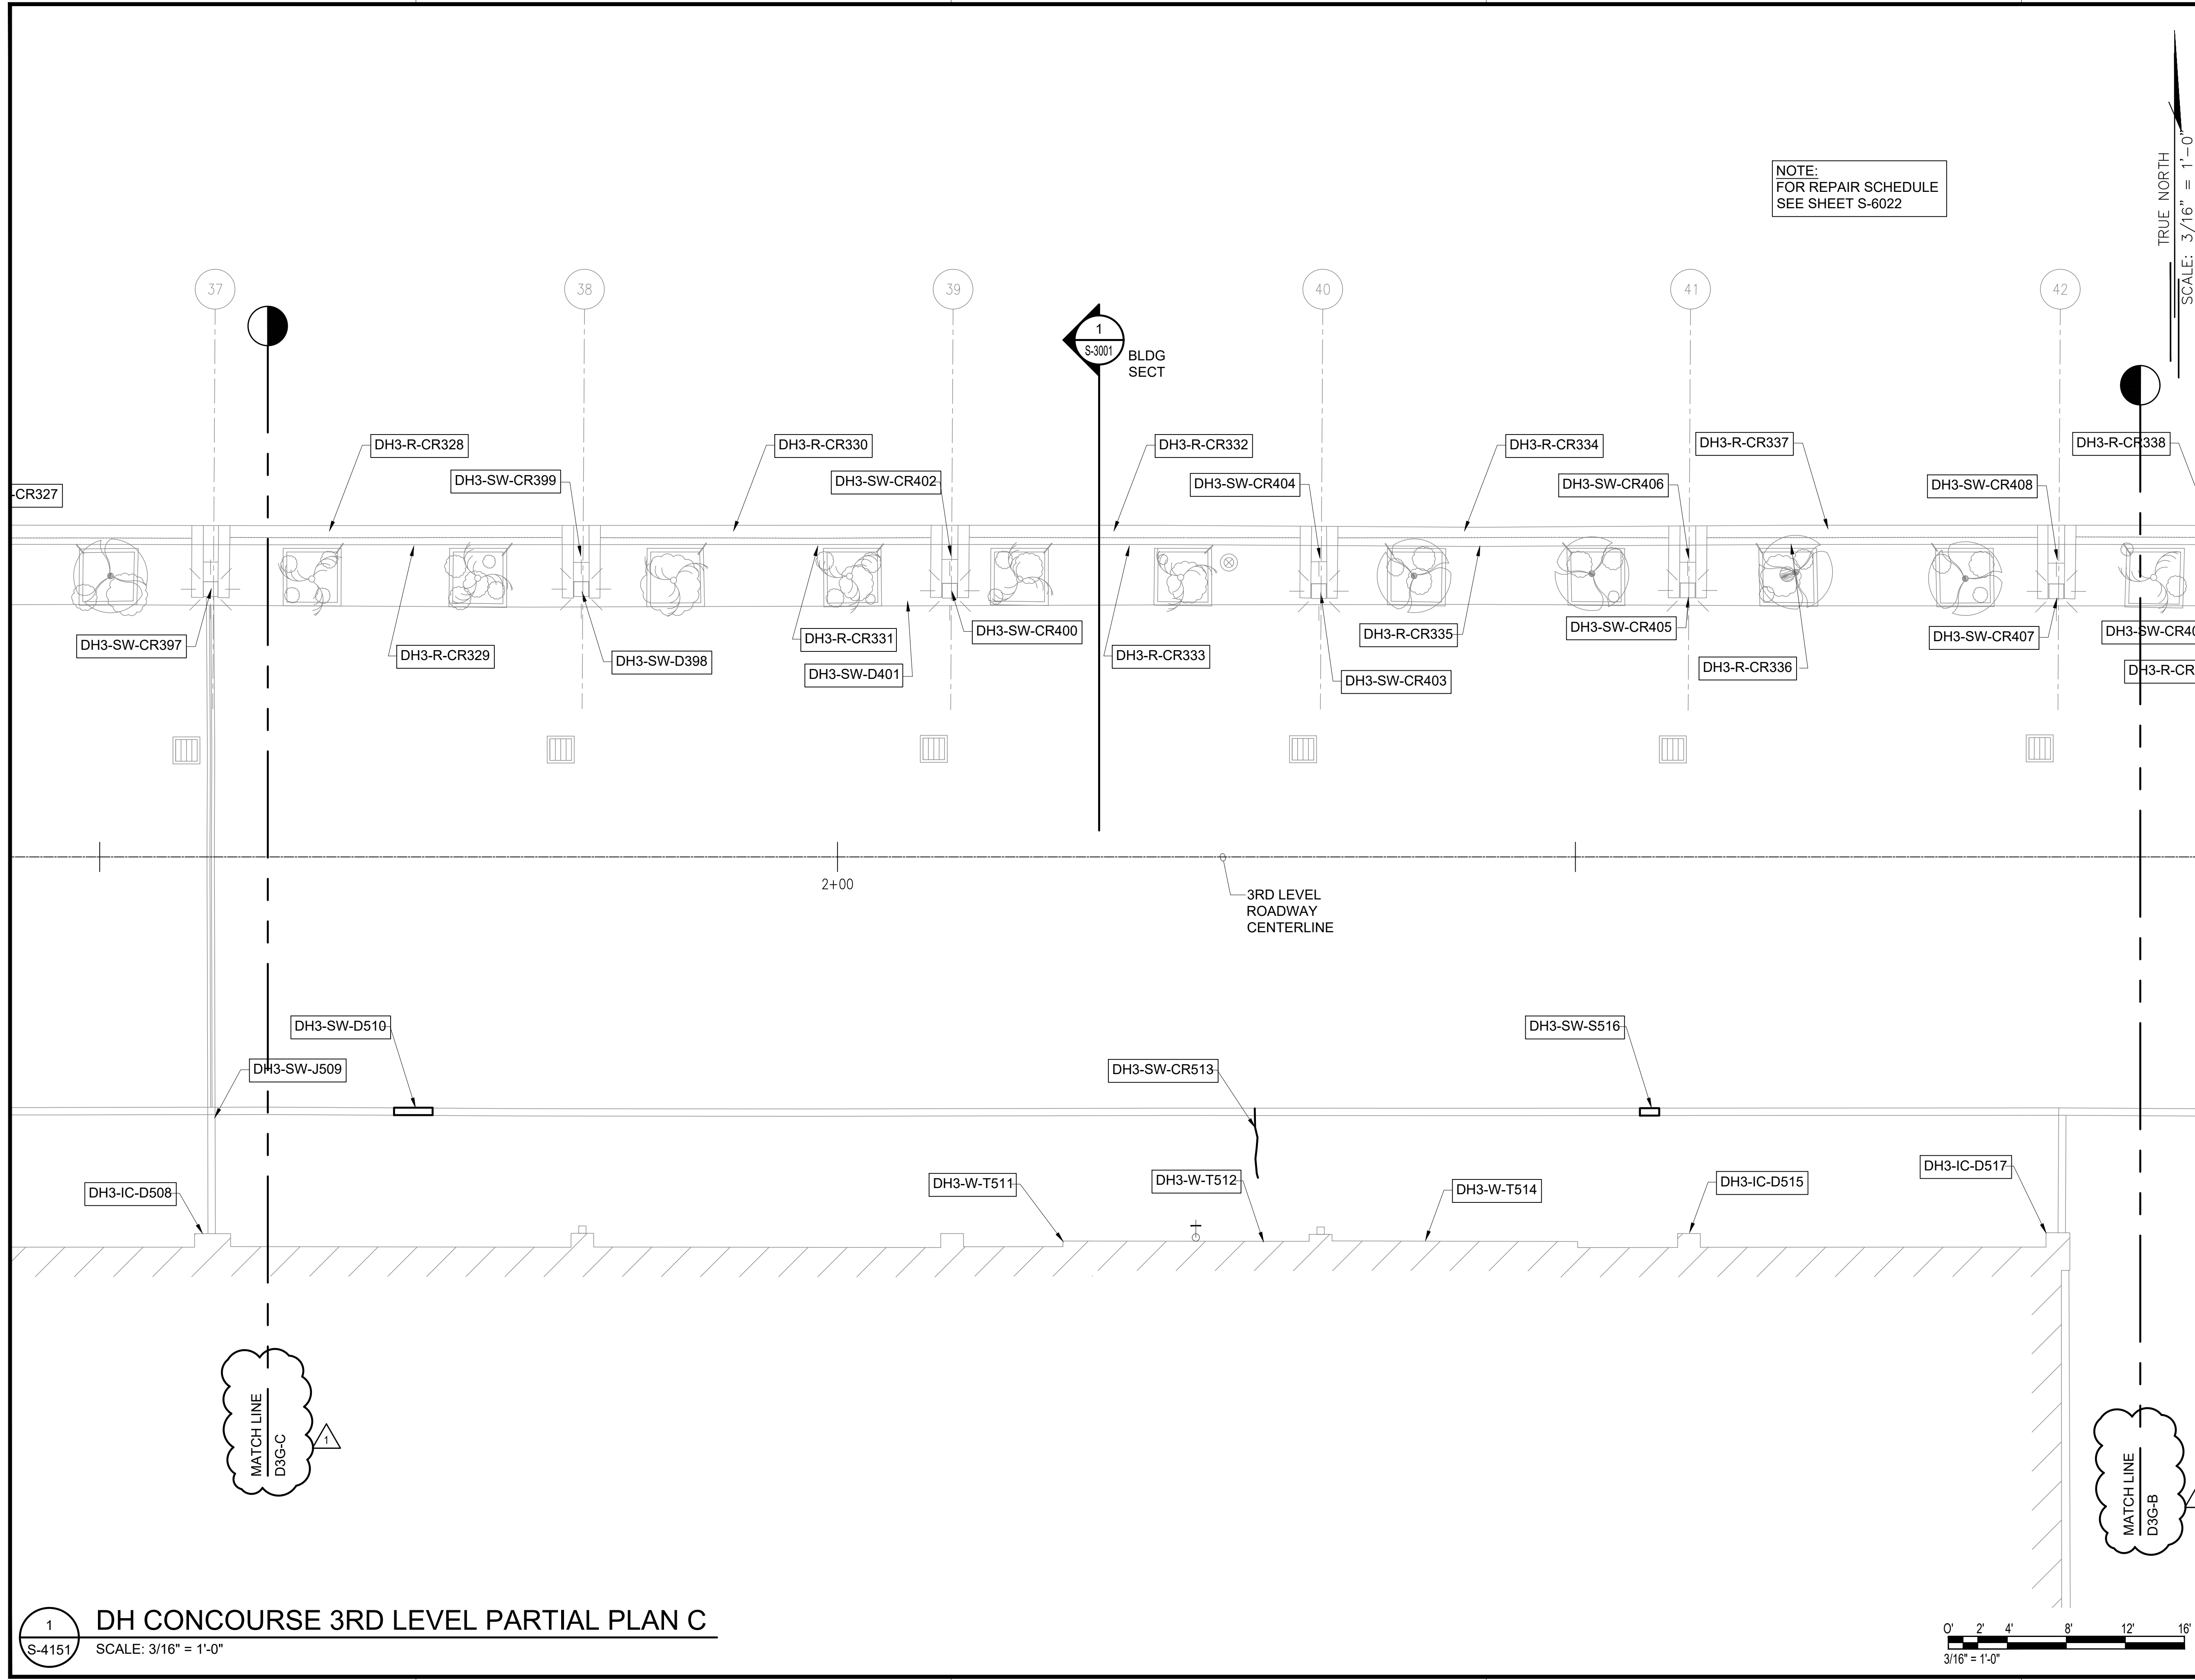 NOTE:
FOR REPAIR SCHEDULE
SEE SHEET S-6022
TRUE NORTH
SCALE: 3/16" = 1'-0"
37
38
39
40
41
42
1
S-3001
BLDG
SECT
DH3-R-CR328
DH3-R-CR330
DH3-R-CR332
DH3-R-CR334
DH3-R-CR337
DH3-R-CR338
-CR327
DH3-SW-CR399
DH3-SW-CR402
DH3-SW-CR404
DH3-SW-CR406
DH3-SW-CR408
DH3-SW-CR397
DH3-R-CR329
DH3-SW-D398
DH3-R-CR331
DH3-SW-D401
DH3-SW-CR400
DH3-R-CR333
DH3-R-CR335
DH3-SW-CR403
DH3-SW-CR405
DH3-R-CR336
DH3-SW-CR407
DH3-SW-CR40
DH3-R-CR
2+00
3RD LEVEL
ROADWAY
CENTERLINE
DH3-SW-D510
DH3-SW-J509
DH3-SW-CR513
DH3-SW-S516
DH3-IC-D508
DH3-W-T511
DH3-W-T512
DH3-W-T514
DH3-IC-D515
DH3-IC-D517
MATCH LINE
D3G-C
1
MATCH LINE
D3G-B
1
S-4151
DH CONCOURSE 3RD LEVEL PARTIAL PLAN C
SCALE: 3/16" = 1'-0"
0' 2' 4' 8' 12' 16'
3/16" = 1'-0"